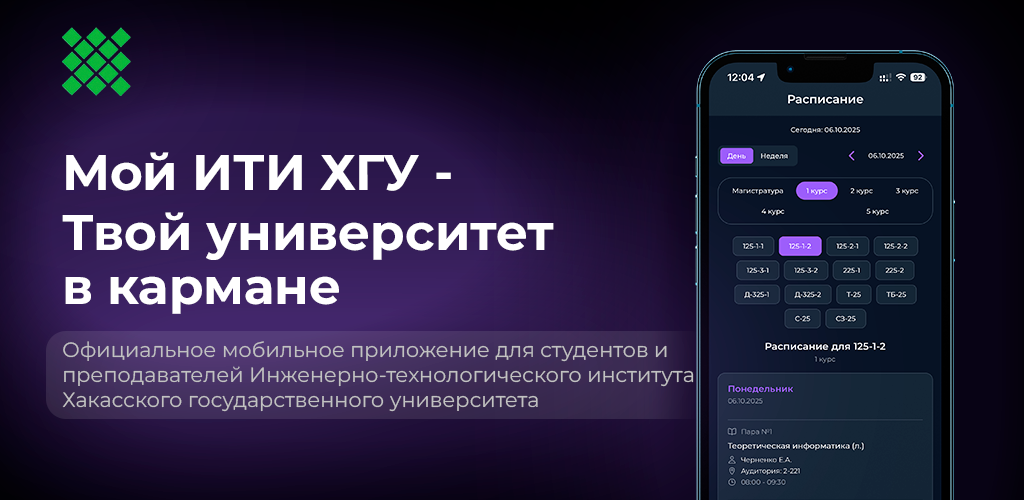 Мой ИТИ ХГУ -
Твой университет
в кармане
Официальное мобильное приложение для студентов и
преподавателей Инженерно-технологического института
Хакасского государственного университета
12:04
92
Расписание
Сегодня: 06.10.2025
День Неделя 06.10.2025
Магистратура 1 курс 2 курс 3 курс
4 курс 5 курс
125-1-1 125-1-2 125-2-1 125-2-2
125-3-1 125-3-2 225-1 225-2
Д-325-1 Д-325-2 Т-25 ТБ-25
С-25 СЗ-25
Расписание для 125-1-2
1 курс
Понедельник
06.10.2025
Пара №1
Теоретическая информатика (л.)
Черненко Е.А.
Аудитория: 2-221
08:00 - 09:30